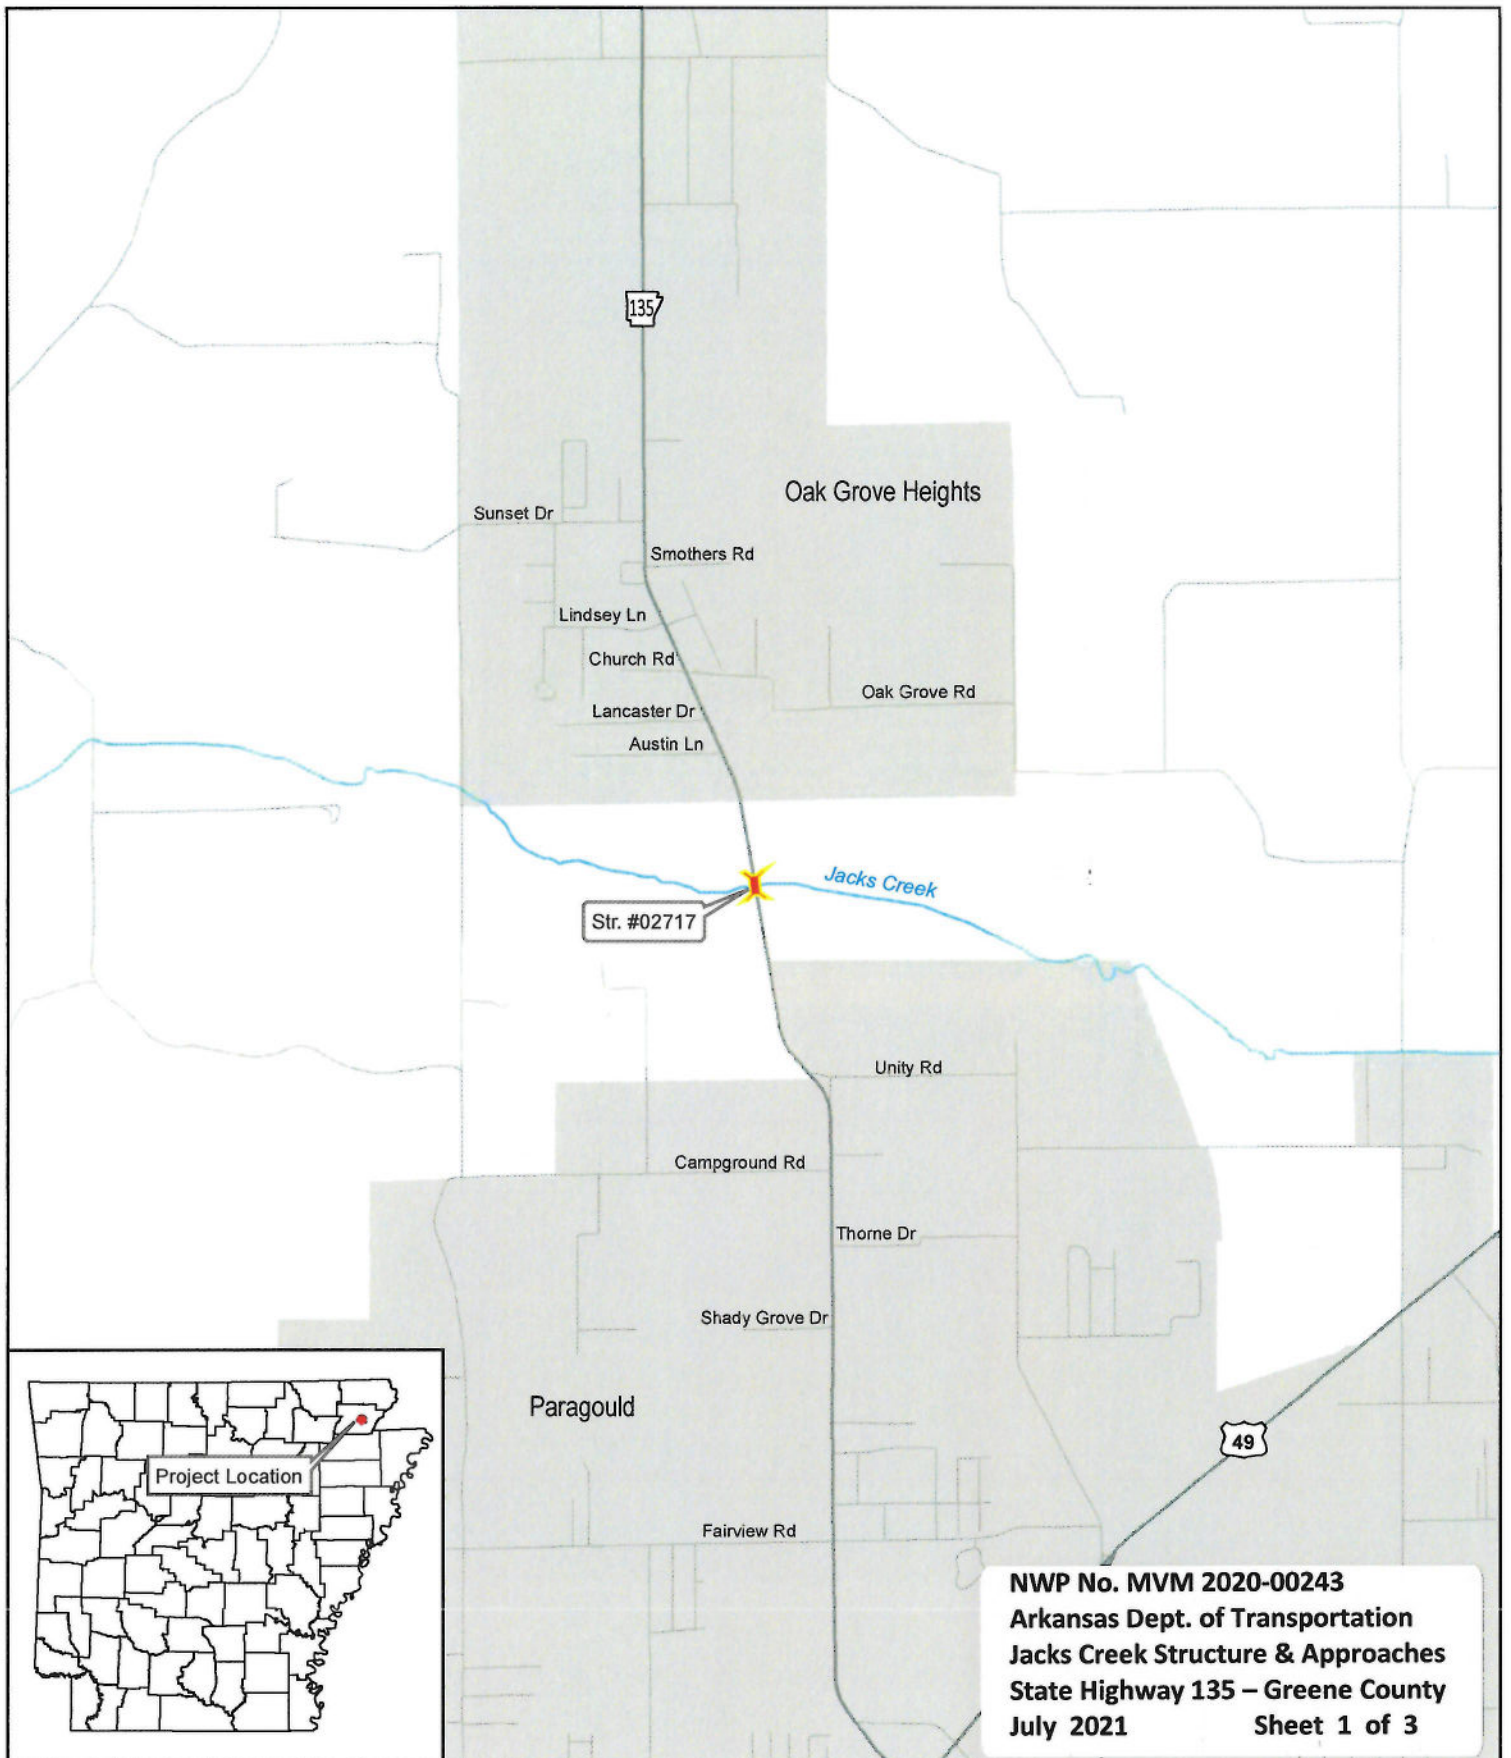 135
Oak Grove Heights
Sunset Dr
Smothers Rd
Lindsey Ln
Church Rd
Oak Grove Rd
Lancaster Dr
Austin Ln
Jacks Creek
Str. #02717
Unity Rd
Campground Rd
Thorne Dr
Shady Grove Dr
Paragould
49
Project Location
Fairview Rd
NWP No. MVM 2020-00243
Arkansas Dept. of Transportation
Jacks Creek Structure & Approaches
State Highway 135 – Greene County
July 2021 Sheet 1 of 3